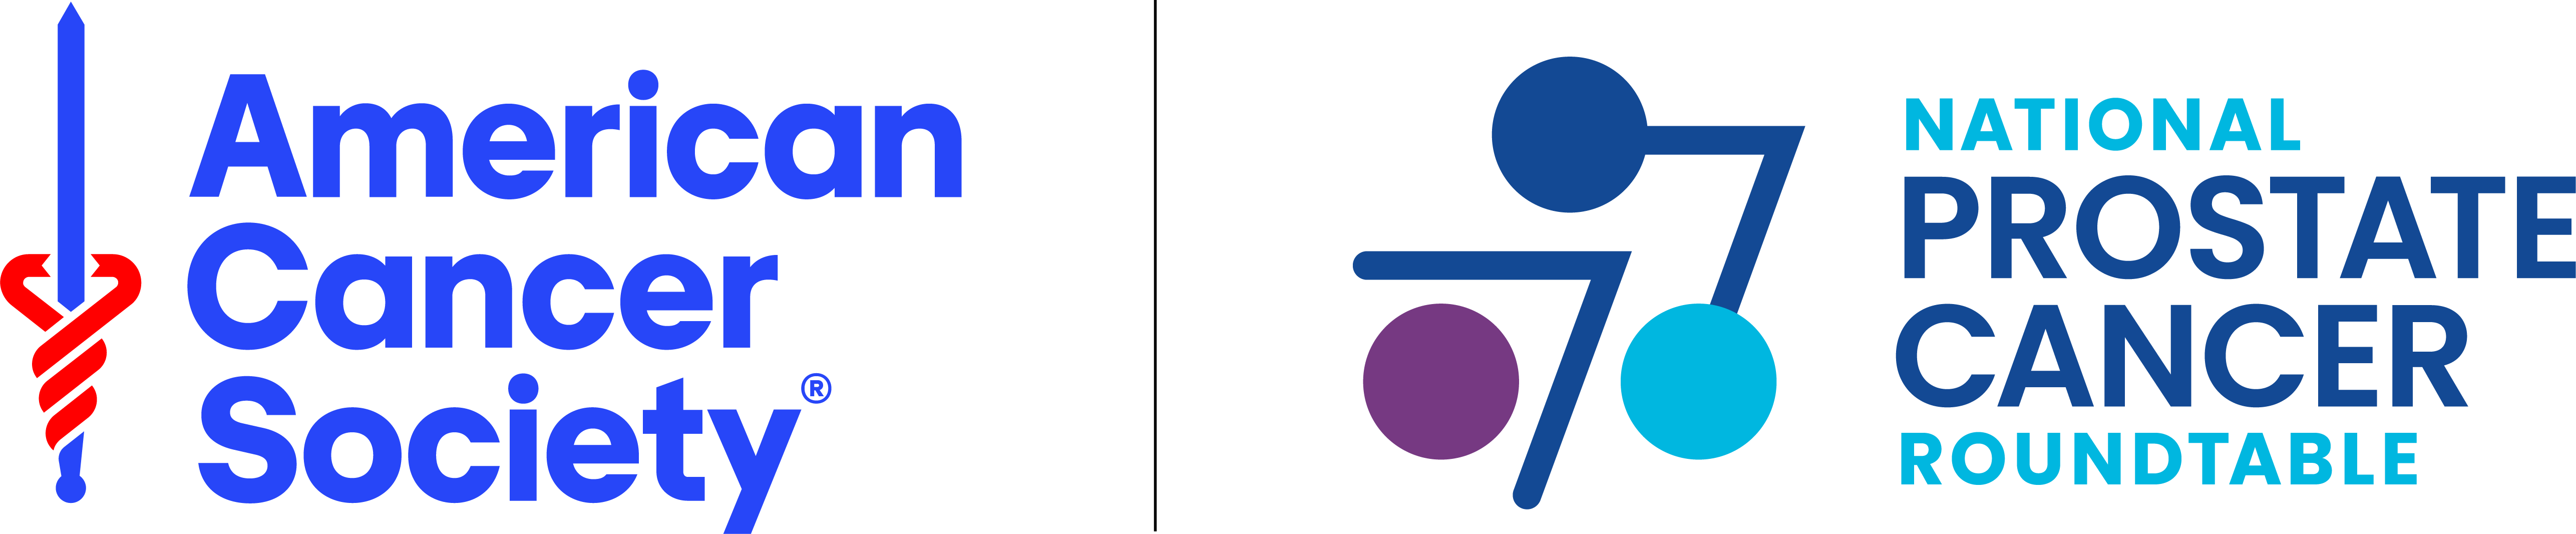 American
Cancer
Society®
NATIONAL
PROSTATE
CANCER
ROUNDTABLE